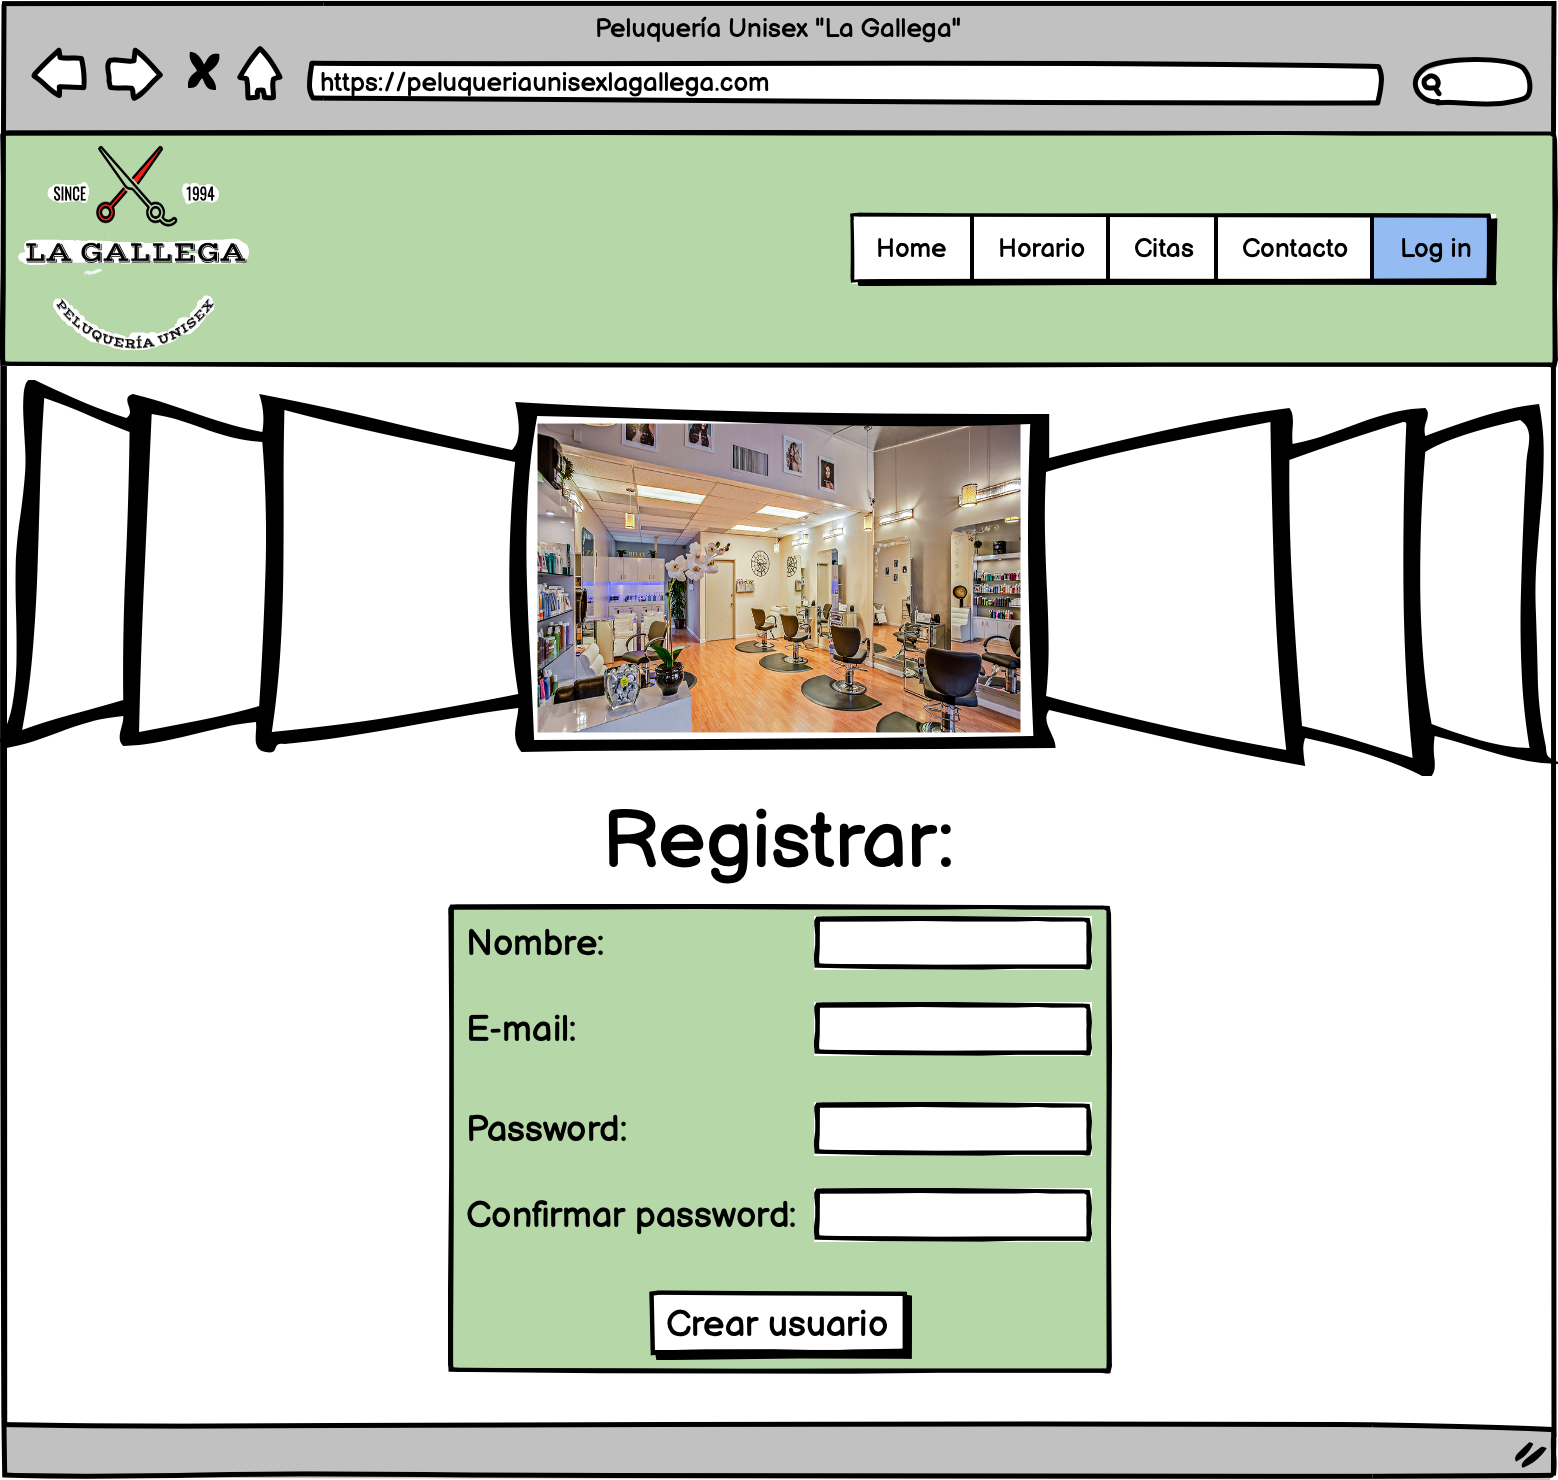 Peluquería Unisex "La Gallega"
https://peluqueriaunisexlagallega.com
SINCE 1994
LA GALLEGA
PELUQUERÍA UNISEX
Home Horario Citas Contacto Log in
RELAX
Registrar:
Nombre:
E-mail:
Password:
Confirmar password:
Crear usuario